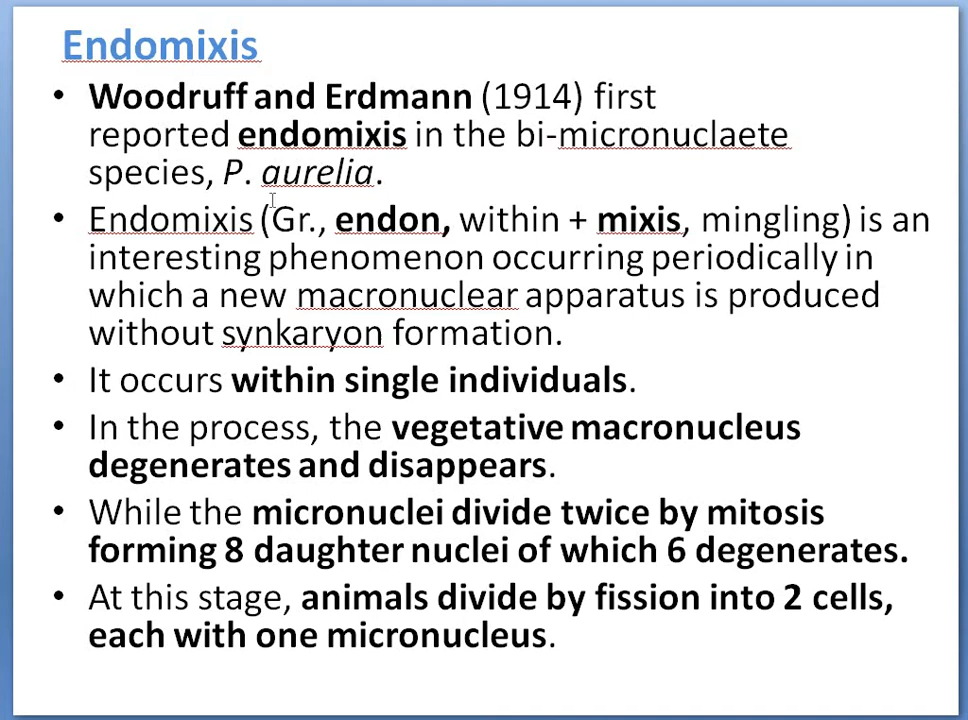 Endomixis
• Woodruff and Erdmann (1914) first
reported endomixis in the bi-micronuclaete
species, P. aurelia.
• Endomixis (Gr., endon, within + mixis, mingling) is an
interesting phenomenon occurring periodically in
which a new macronuclear apparatus is produced
without synkaryon formation.
• It occurs within single individuals.
• In the process, the vegetative macronucleus
degenerates and disappears.
• While the micronuclei divide twice by mitosis
forming 8 daughter nuclei of which 6 degenerates.
• At this stage, animals divide by fission into 2 cells,
each with one micronucleus.